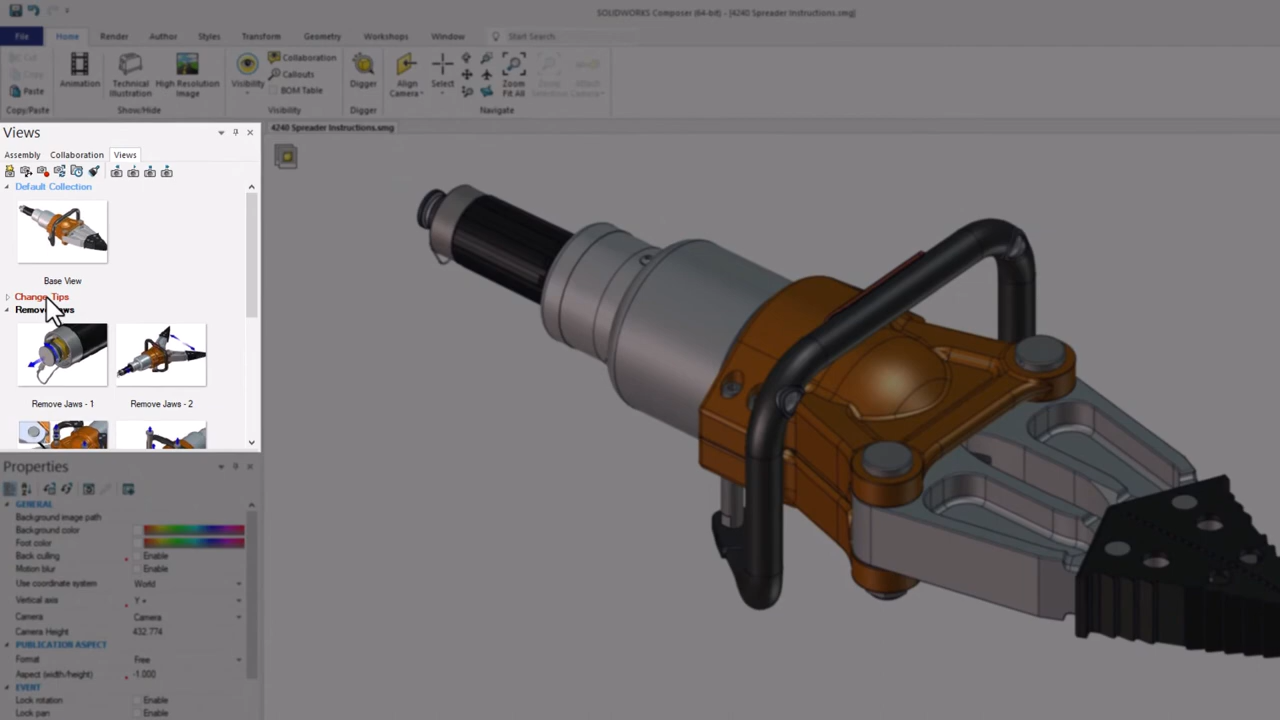 SOLIDWORKS Composer (64-bit) - [4240 Spreader Instructions.smg]
File Home Render Author Styles Transform Geometry Workshops Window Start Search
Cut
Copy
Paste
Animation
Technical
Illustration
High Resolution
Image
Visibility
Collaboration
Callouts
BOM Table
Digger
Align
Camera
Select
Zoom
Fit All
Copy/Paste Show/Hide Visibility Digger Navigate
Views
4240 Spreader Instructions.smg
Assembly Collaboration Views
Default Collection
Base View
Change Tips
Remove Jaws
Remove Jaws - 1 Remove Jaws - 2
Properties
GENERAL
Background image path
Background color
Foot color
Back culling Enable
Motion blur Enable
Use coordinate system World
Vertical axis Y +
Camera Camera
Camera Height 432.774
PUBLICATION ASPECT
Format Free
Aspect (width/height) -1.000
EVENT
Lock rotation Enable
Lock pan Enable